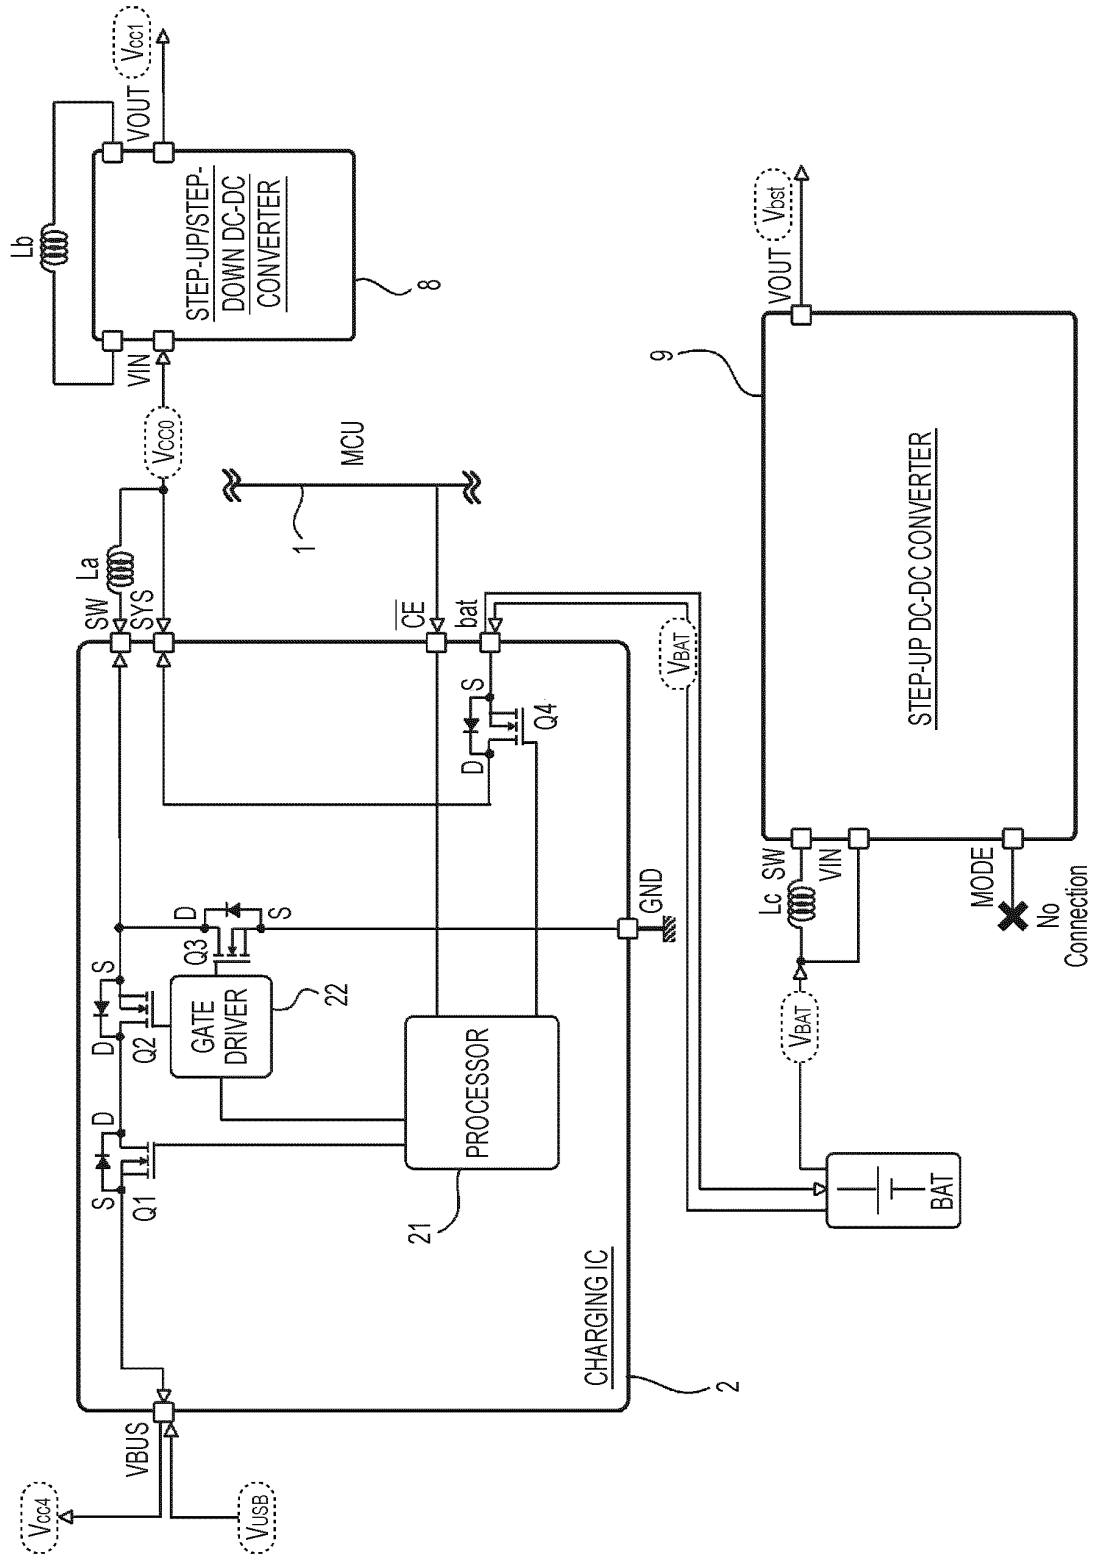 VCC4
VUSB
VBUS
CHARGING IC
2
S
D
Q1
D
S
Q2
GATE
DRIVER
22
Q3
D
S
PROCESSOR
21
GND
D
S
Q4
SW
SYS
CE
bat
La
VCC0
MCU
1
VBAT
VIN
Lb
STEP-UP/STEP-
DOWN DC-DC
CONVERTER
8
VOUT
VCC1
BAT
VBAT
Lc
SW
VIN
MODE
No
Connection
STEP-UP DC-DC CONVERTER
9
VOUT
Vbst